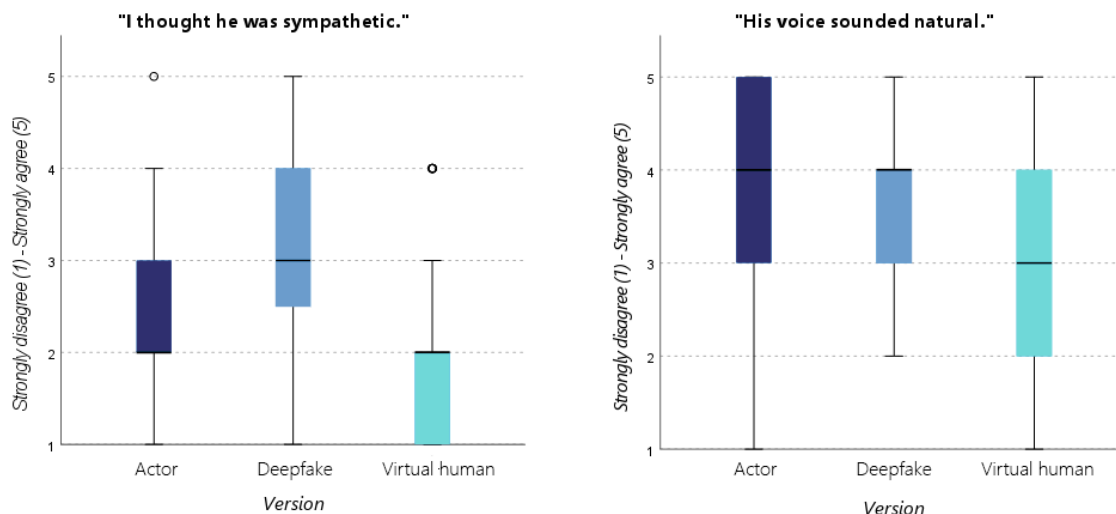 "I thought he was sympathetic."
Strongly disagree (1) - Strongly agree (5)
5
4
3
2
1
Actor
Deepfake
Virtual human
Version
"His voice sounded natural."
Strongly disagree (1) - Strongly agree (5)
5
4
3
2
1
Actor
Deepfake
Virtual human
Version